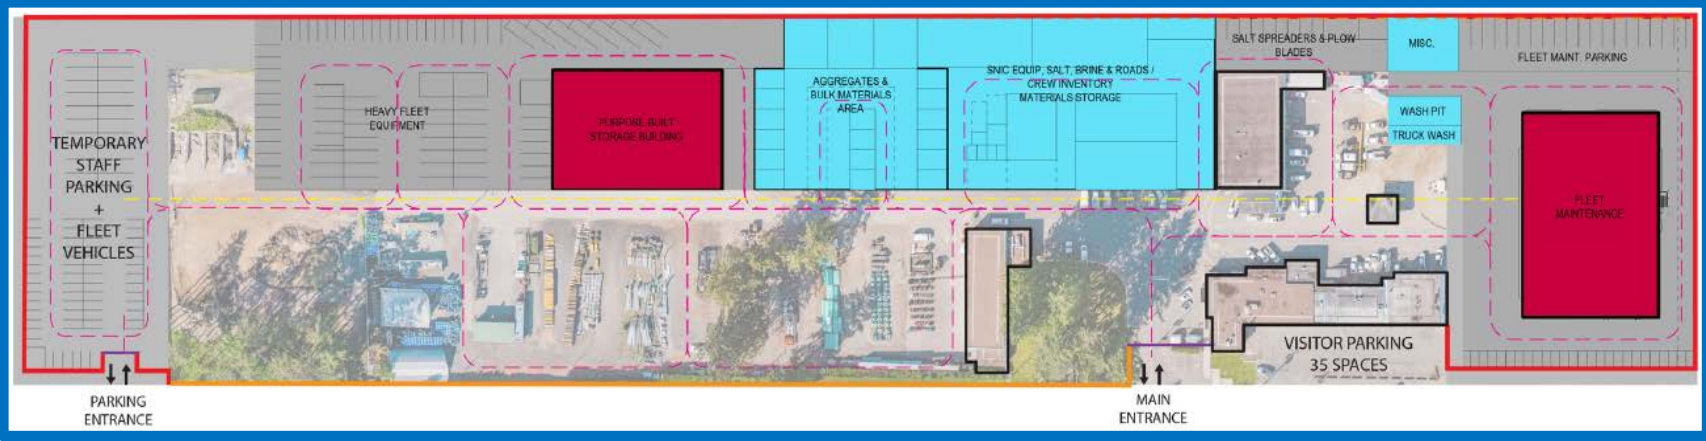 TEMPORARY
STAFF
PARKING
+
FLEET
VEHICLES
HEAVY FLEET
EQUIPMENT
PURPOSE-BUILT
STORAGE BUILDING
AGGREGATES &
BULK MATERIALS
AREA
SNIC EQUIP, SALT, BRINE & ROADS /
CREW INVENTORY
MATERIALS STORAGE
SALT SPREADERS & PLOW
BLADES
MISC.
FLEET MAINT. PARKING
WASH PIT
TRUCK WASH
FLEET
MAINTENANCE
VISITOR PARKING
35 SPACES
PARKING
ENTRANCE
MAIN
ENTRANCE